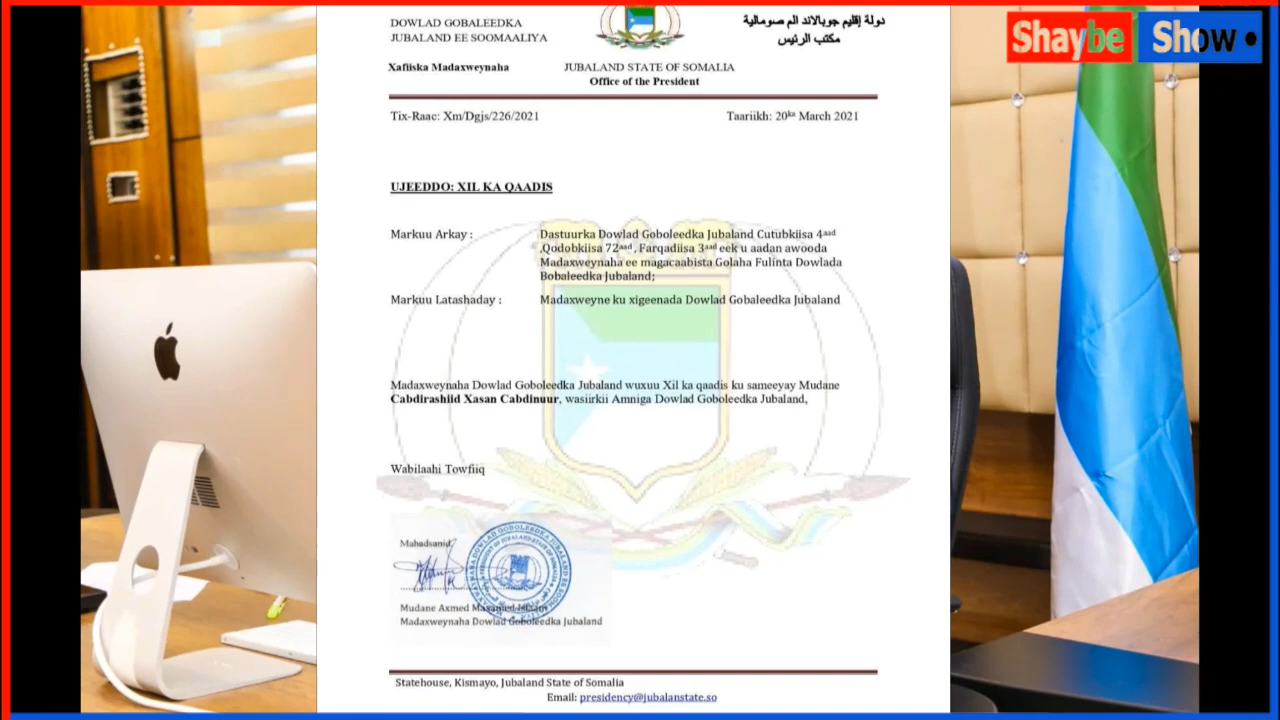 DOWLAD GOBALEEDKA
JUBALAND EE SOOMAALIYA
دولة إقليم جوبالاند الم صومالية
مكتب الرئيس
Shaybe Show
Xafiiska Madaxweynaha
JUBALAND STATE OF SOMALIA
Office of the President
Tix-Raac: Xm/Dgjs/226/2021
Taariikh: 20ka March 2021
UJEEDDO: XIL KA QAADIS
Markuu Arkay :
Dastuurka Dowlad Goboleedka Jubaland Cutubkiisa 4aad
,Qodobkiisa 72aad , Farqadiisa 3aad eek u aadan awooda
Madaxweynaha ee magacaabista Golaha Fulinta Dowlada
Bobaleedka Jubaland;
Markuu Latashaday :
Madaxweyne ku xigeenada Dowlad Gobaleedka Jubaland
Madaxweynaha Dowlad Goboleedka Jubaland wuxuu Xil ka qaadis ku sameeyay Mudane
Cabdirashiid Xasan Cabdinuur, wasiirkii Amniga Dowlad Goboleedka Jubaland,
Wabilaahi Towfiiq
Mahadsanid
Mudane Axmed Maxamed Islaam
Madaxweynaha Dowlad Goboleedka Jubaland
Statehouse, Kismayo, Jubaland State of Somalia
Email: presidency@jubalanstate.so